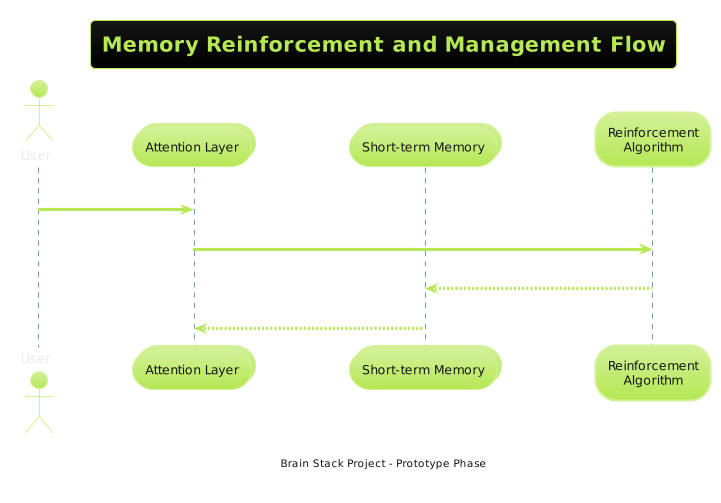 Memory Reinforcement and Management Flow
User
Attention Layer
Short-term Memory
Reinforcement
Algorithm
User
Attention Layer
Short-term Memory
Reinforcement
Algorithm
Brain Stack Project - Prototype Phase